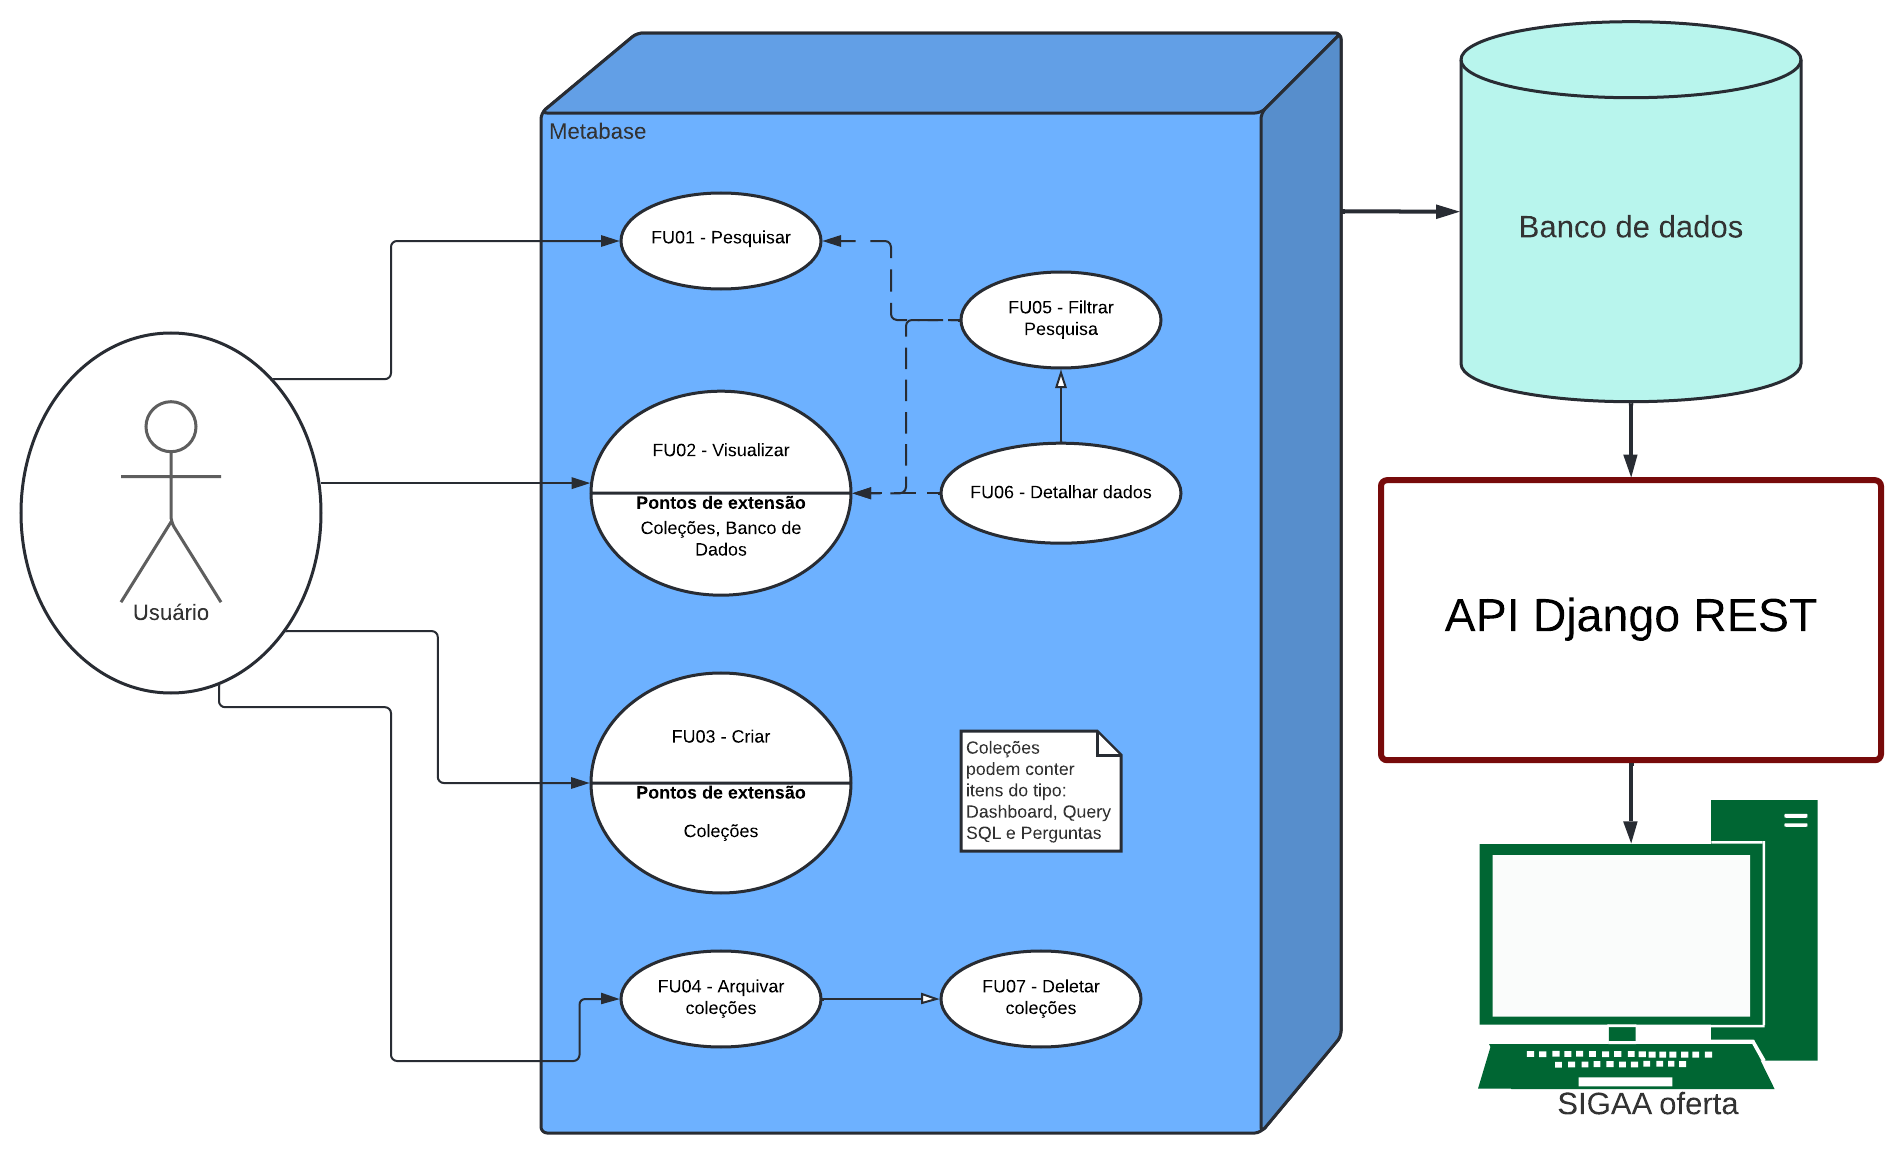 Metabase
FU01 - Pesquisar
FU05 - Filtrar
Pesquisa
FU02 - Visualizar
Pontos de extensão
Coleções, Banco de
Dados
FU06 - Detalhar dados
Usuário
FU03 - Criar
Pontos de extensão
Coleções
Coleções
podem conter
itens do tipo:
Dashboard, Query
SQL e Perguntas
FU04 - Arquivar
coleções
FU07 - Deletar
coleções
Banco de dados
API Django REST
SIGAA oferta